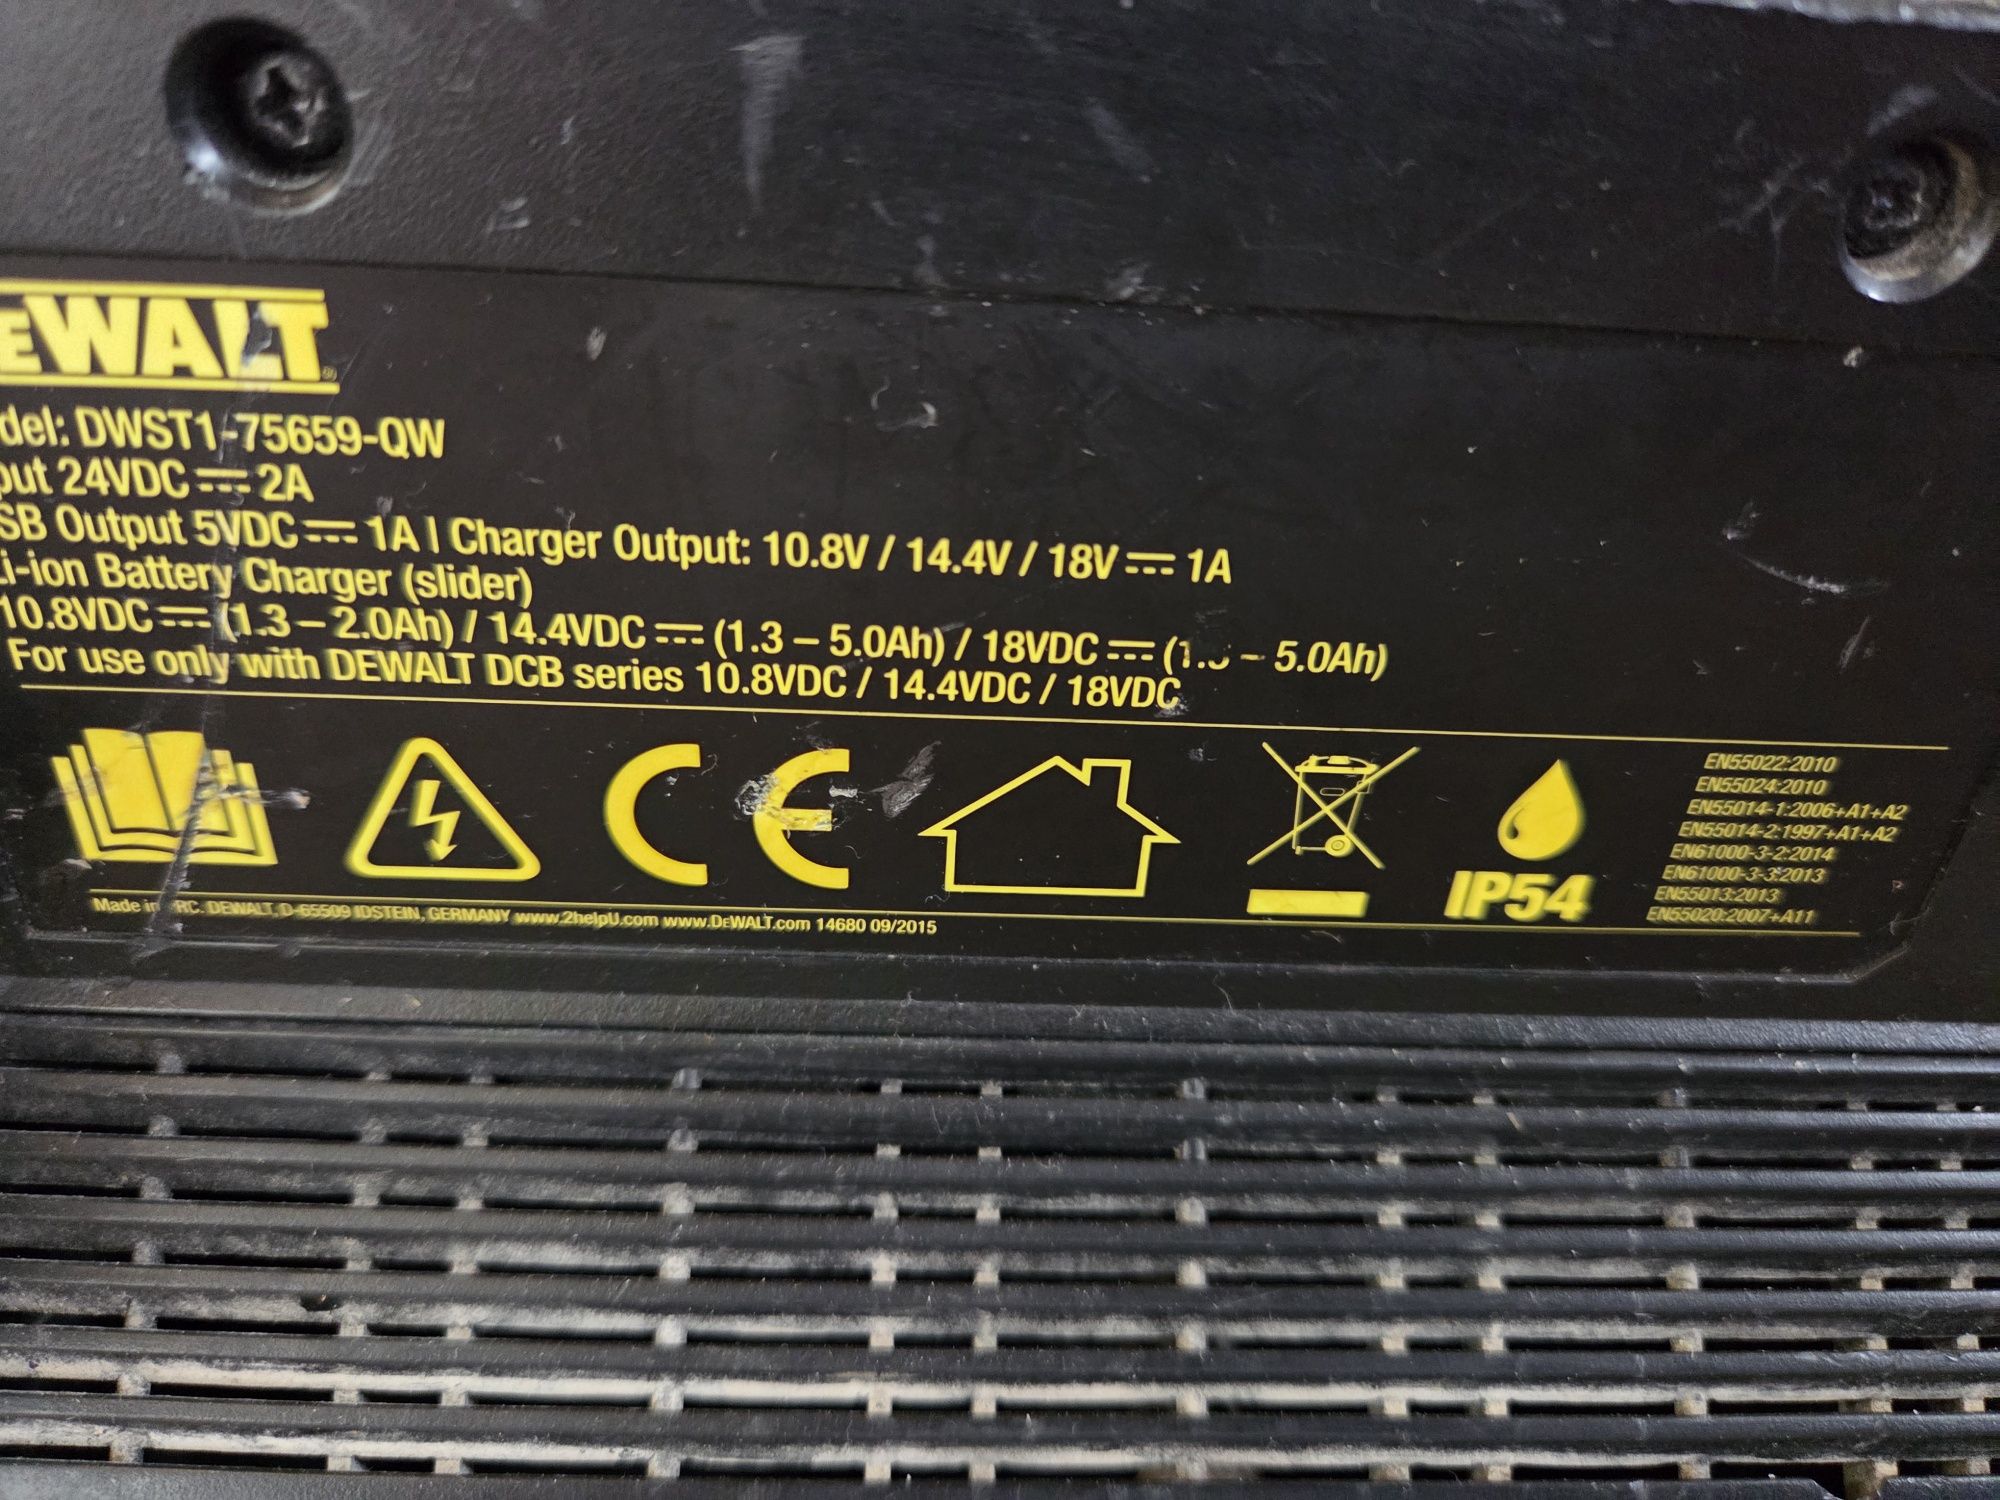 EWALT
del: DWST1-75659-QW
put 24VDC ⎓ 2A
SB Output 5VDC ⎓ 1A | Charger Output: 10.8V / 14.4V / 18V ⎓ 1A
i-ion Battery Charger (slider)
10.8VDC ⎓ (1.3 – 2.0Ah) / 14.4VDC ⎓ (1.3 – 5.0Ah) / 18VDC ⎓ (1.3 – 5.0Ah)
For use only with DEWALT DCB series 10.8VDC / 14.4VDC / 18VDC
CE
IP54
EN55022:2010
EN55024:2010
EN55014-1:2006+A1+A2
EN55014-2:1997+A1+A2
EN61000-3-2:2014
EN61000-3-3:2013
EN55013:2013
EN55020:2007+A11
Made in PRC. DEWALT, D-65509 IDSTEIN, GERMANY www.2helpU.com www.DEWALT.com 14680 09/2015